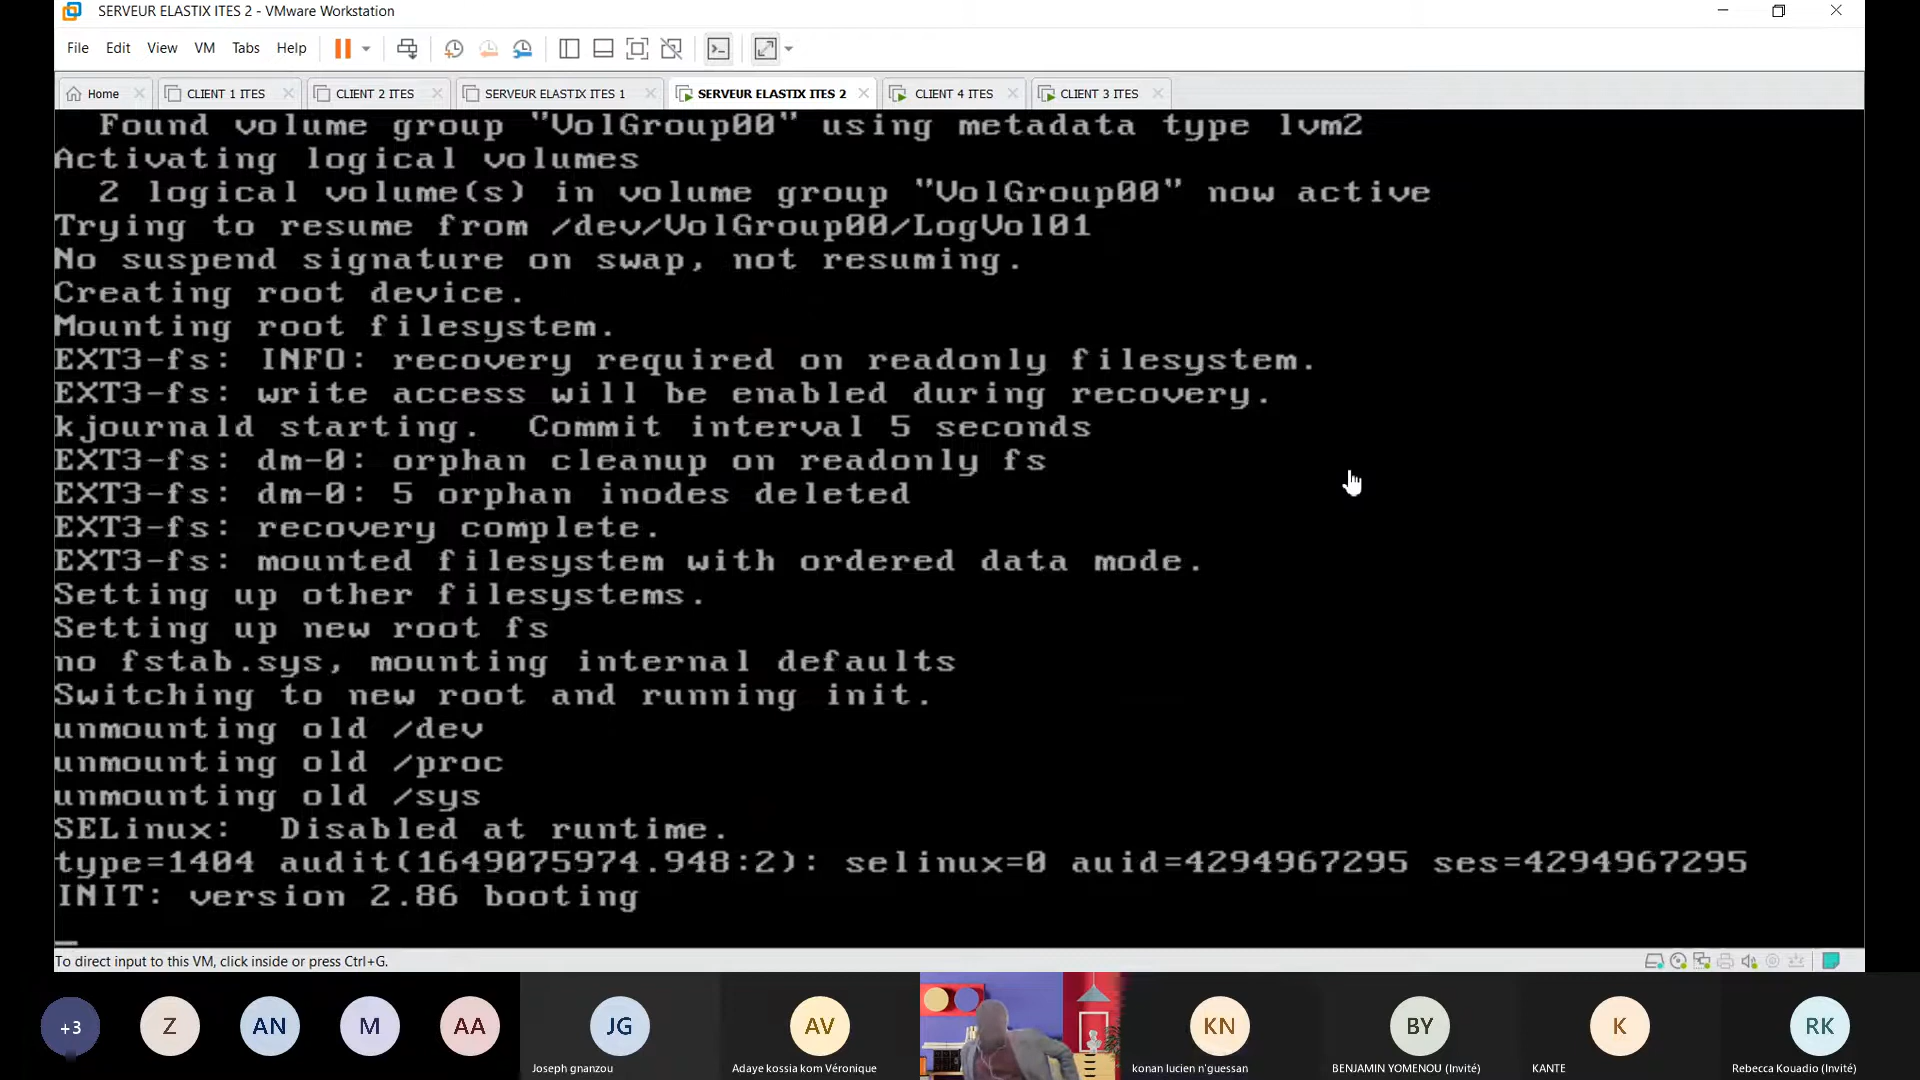 SERVEUR ELASTIX ITES 2 - VMware Workstation
File Edit View VM Tabs Help
Home CLIENT 1 ITES CLIENT 2 ITES SERVEUR ELASTIX ITES 1 SERVEUR ELASTIX ITES 2 CLIENT 4 ITES CLIENT 3 ITES
Found volume group "VolGroup00" using metadata type lvm2
Activating logical volumes
2 logical volume(s) in volume group "VolGroup00" now active
Trying to resume from /dev/VolGroup00/LogVol01
No suspend signature on swap, not resuming.
Creating root device.
Mounting root filesystem.
EXT3-fs: INFO: recovery required on readonly filesystem.
EXT3-fs: write access will be enabled during recovery.
kjournald starting.  Commit interval 5 seconds
EXT3-fs: dm-0: orphan cleanup on readonly fs
EXT3-fs: dm-0: 5 orphan inodes deleted
EXT3-fs: recovery complete.
EXT3-fs: mounted filesystem with ordered data mode.
Setting up other filesystems.
Setting up new root fs
no fstab.sys, mounting internal defaults
Switching to new root and running init.
unmounting old /dev
unmounting old /proc
unmounting old /sys
SELinux:  Disabled at runtime.
type=1404 audit(1649075974.948:2): selinux=0 auid=4294967295 ses=4294967295
INIT: version 2.86 booting
To direct input to this VM, click inside or press Ctrl+G.
+3 Z AN M AA JG AV KN BY K RK
Joseph gnanzou Adaye kossia kom Véronique konan lucien n'guessan BENJAMIN YOMENOU (Invité) KANTE Rebecca Kouadio (Invité)